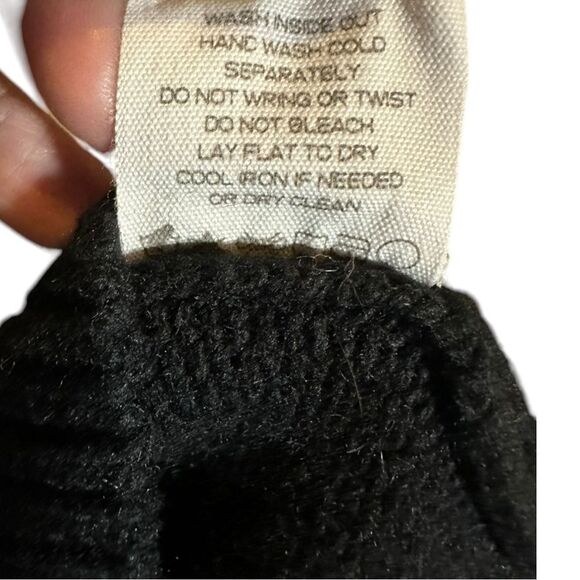 WASH INSIDE OUT
HAND WASH COLD
SEPARATELY
DO NOT WRING OR TWIST
DO NOT BLEACH
LAY FLAT TO DRY
COOL IRON IF NEEDED
OR DRY CLEAN